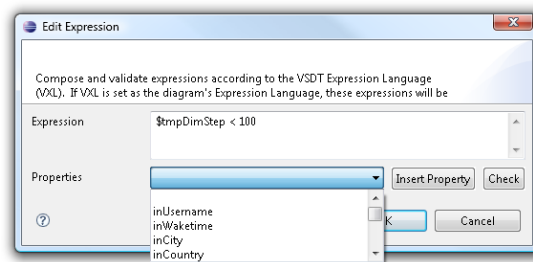 Edit Expression
Compose and validate expressions according to the VSDT Expression Language
(VXL). If VXL is set as the diagram's Expression Language, these expressions will be
Expression
$tmpDimStep < 100
Properties
Insert Property
Check
inUsername
inWaketime
inCity
inCountry
K
Cancel